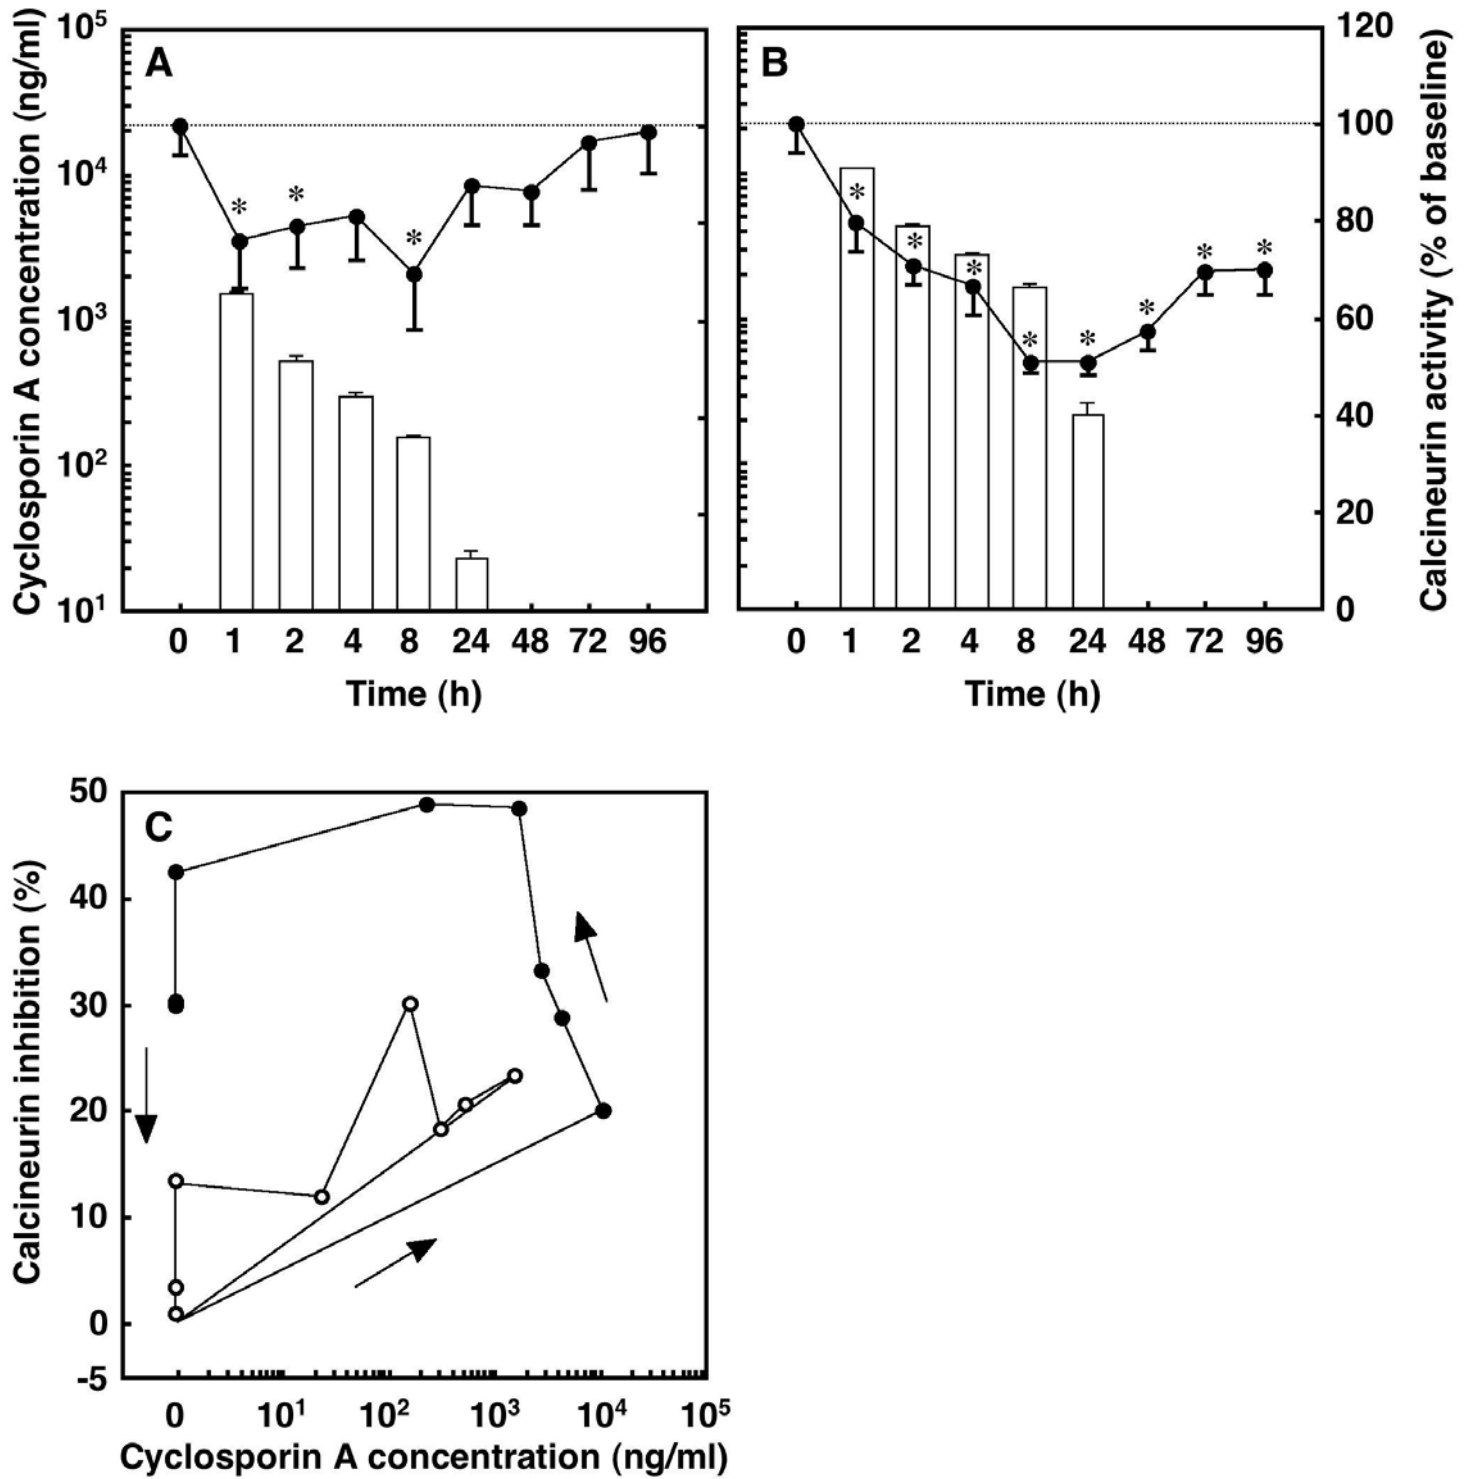 A
B
Cyclosporin A concentration (ng/ml)
10⁵
10⁴
10³
10²
10¹
* * *
0 1 2 4 8 24 48 72 96
Time (h)
* * * * * * * *
0 1 2 4 8 24 48 72 96
Time (h)
120
100
80
60
40
20
0
Calcineurin activity (% of baseline)
C
Calcineurin inhibition (%)
50
40
30
20
10
0
-5
0 10¹ 10² 10³ 10⁴ 10⁵
Cyclosporin A concentration (ng/ml)